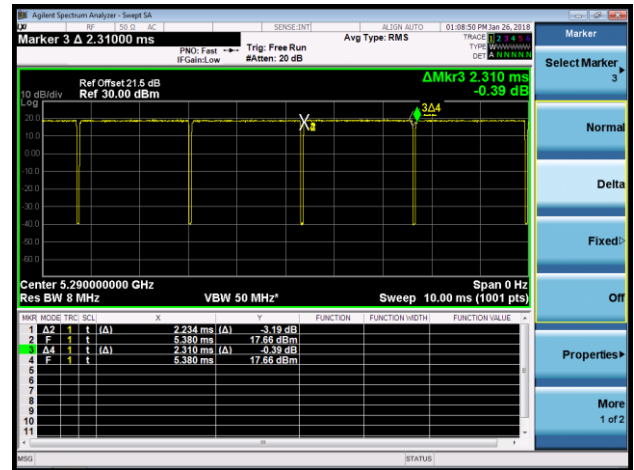 Agilent Spectrum Analyzer - Swept SA
RF 50 Ω AC SENSE:INT ALIGN AUTO 01:08:50 PM Jan 26, 2018
Marker 3 Δ 2.31000 ms
PNO: Fast
IFGain:Low
Trig: Free Run
#Atten: 20 dB
Avg Type: RMS
TRACE 1 2 3 4 5 6
TYPE WWWWWW
DET A N N N N N
ΔMkr3 2.310 ms
-0.39 dB
Ref Offset 21.5 dB
10 dB/div Ref 30.00 dBm
Log
20.0
10.0
0.00
-10.0
-20.0
-30.0
-40.0
-50.0
-60.0
3Δ4
Center 5.290000000 GHz Span 0 Hz
Res BW 8 MHz VBW 50 MHz* Sweep 10.00 ms (1001 pts)
MKR MODE TRC SCL X Y FUNCTION FUNCTION WIDTH FUNCTION VALUE
1 Δ2 1 t (Δ) 2.234 ms (Δ) -3.19 dB
2 F 1 t 5.380 ms 17.66 dBm
3 Δ4 1 t (Δ) 2.310 ms (Δ) -0.39 dB
4 F 1 t 5.380 ms 17.66 dBm
5
6
7
8
9
10
11
MSG STATUS
Marker
Select Marker
3
Normal
Delta
Fixed
Off
Properties
More
1 of 2